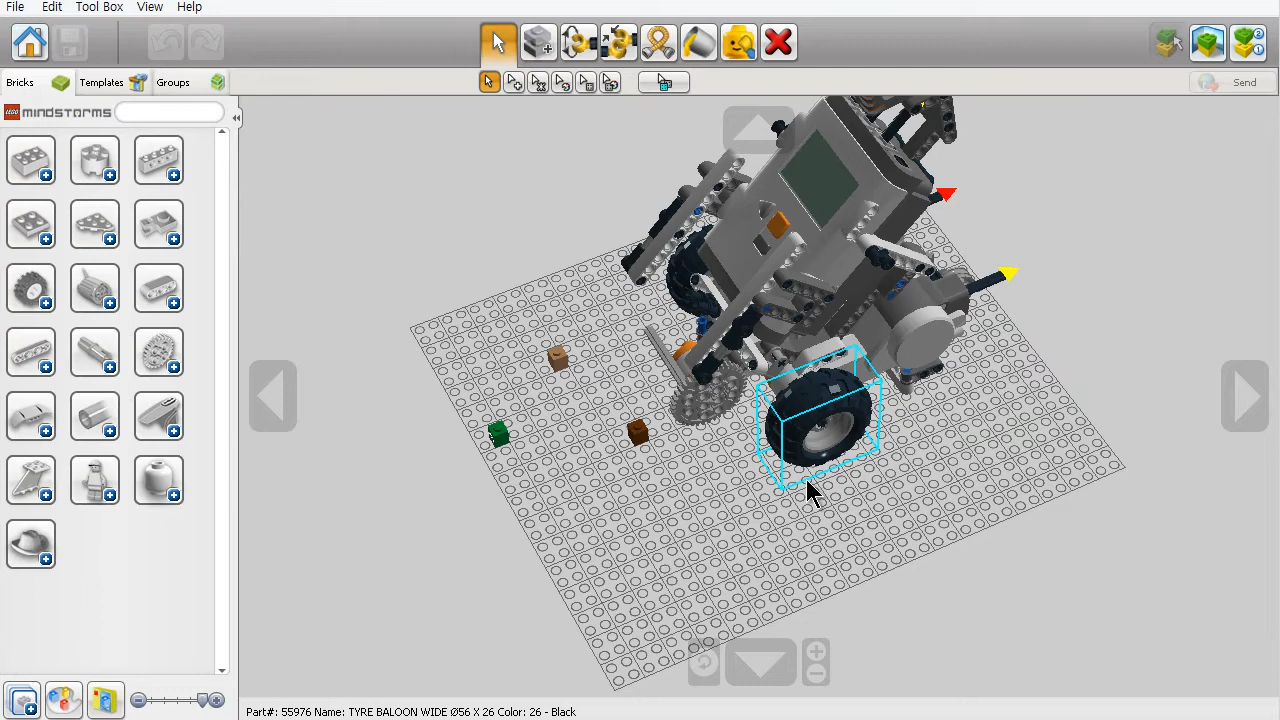 File Edit Tool Box View Help
Bricks Templates Groups Send
LEGO mindstorms
Part#: 55976 Name: TYRE BALOON WIDE Ø56 X 26 Color: 26 - Black